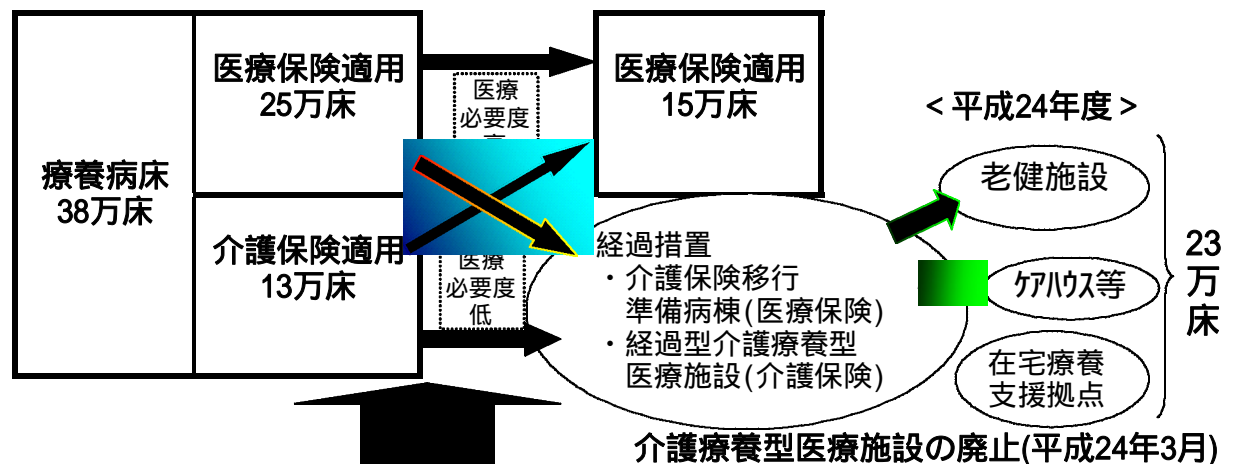 療養病床
38万床
医療保険適用
25万床
介護保険適用
13万床
医療
必要度
医療
必要度
低
医療保険適用
15万床
経過措置
・介護保険移行
準備病棟(医療保険)
・経過型介護療養型
医療施設(介護保険)
<平成24年度>
老健施設
ｹｱﾊｳｽ等
在宅療養
支援拠点
23
万
床
介護療養型医療施設の廃止(平成24年3月)